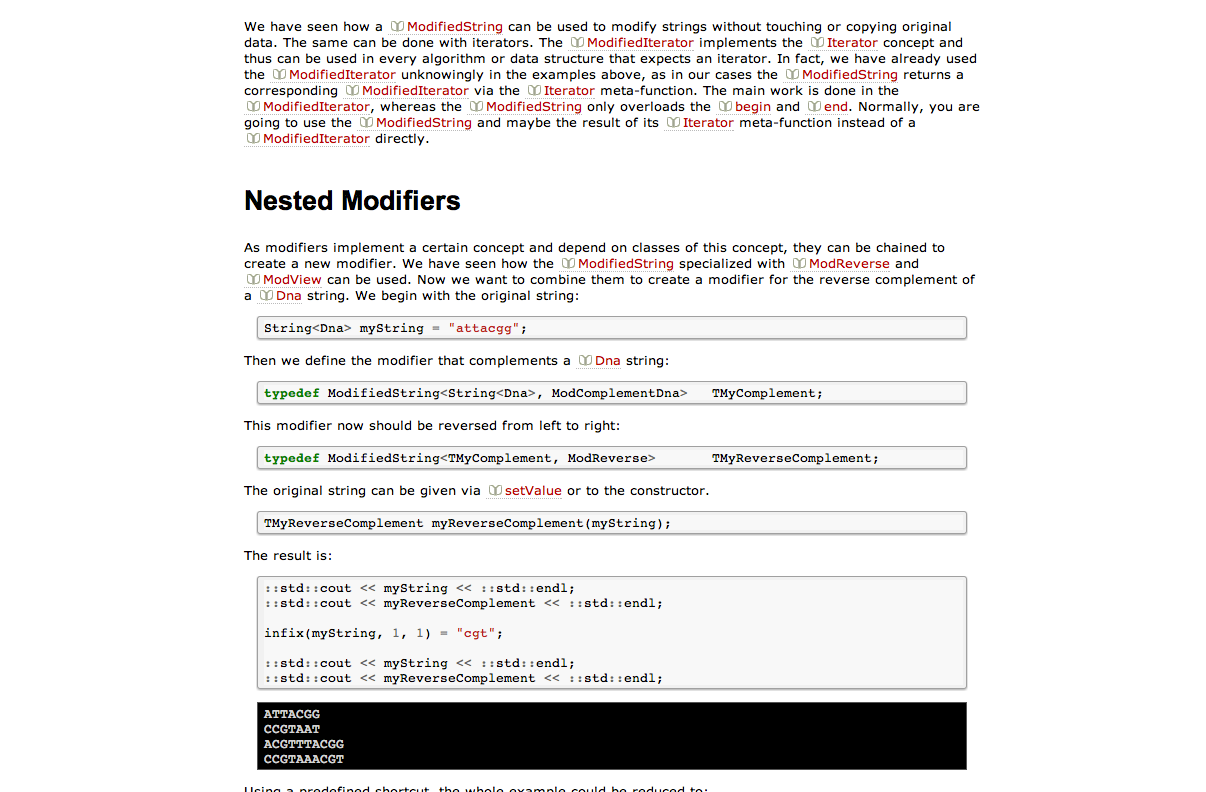 We have seen how a ModifiedString can be used to modify strings without touching or copying original
data. The same can be done with iterators. The ModifiedIterator implements the Iterator concept and
thus can be used in every algorithm or data structure that expects an iterator. In fact, we have already used
the ModifiedIterator unknowingly in the examples above, as in our cases the ModifiedString returns a
corresponding ModifiedIterator via the Iterator meta-function. The main work is done in the
ModifiedIterator, whereas the ModifiedString only overloads the begin and end. Normally, you are
going to use the ModifiedString and maybe the result of its Iterator meta-function instead of a
ModifiedIterator directly.
Nested Modifiers
As modifiers implement a certain concept and depend on classes of this concept, they can be chained to
create a new modifier. We have seen how the ModifiedString specialized with ModReverse and
ModView can be used. Now we want to combine them to create a modifier for the reverse complement of
a Dna string. We begin with the original string:
String<Dna> myString = "attacgg";
Then we define the modifier that complements a Dna string:
typedef ModifiedString<String<Dna>, ModComplementDna>   TMyComplement;
This modifier now should be reversed from left to right:
typedef ModifiedString<TMyComplement, ModReverse>       TMyReverseComplement;
The original string can be given via setValue or to the constructor.
TMyReverseComplement myReverseComplement(myString);
The result is:
::std::cout << myString << ::std::endl;
::std::cout << myReverseComplement << ::std::endl;
infix(myString, 1, 1) = "cgt";
::std::cout << myString << ::std::endl;
::std::cout << myReverseComplement << ::std::endl;
ATTACGG
CCGTAAT
ACGTTTACGG
CCGTAAACGT
Using a predefined shortcut, the whole example could be reduced to: